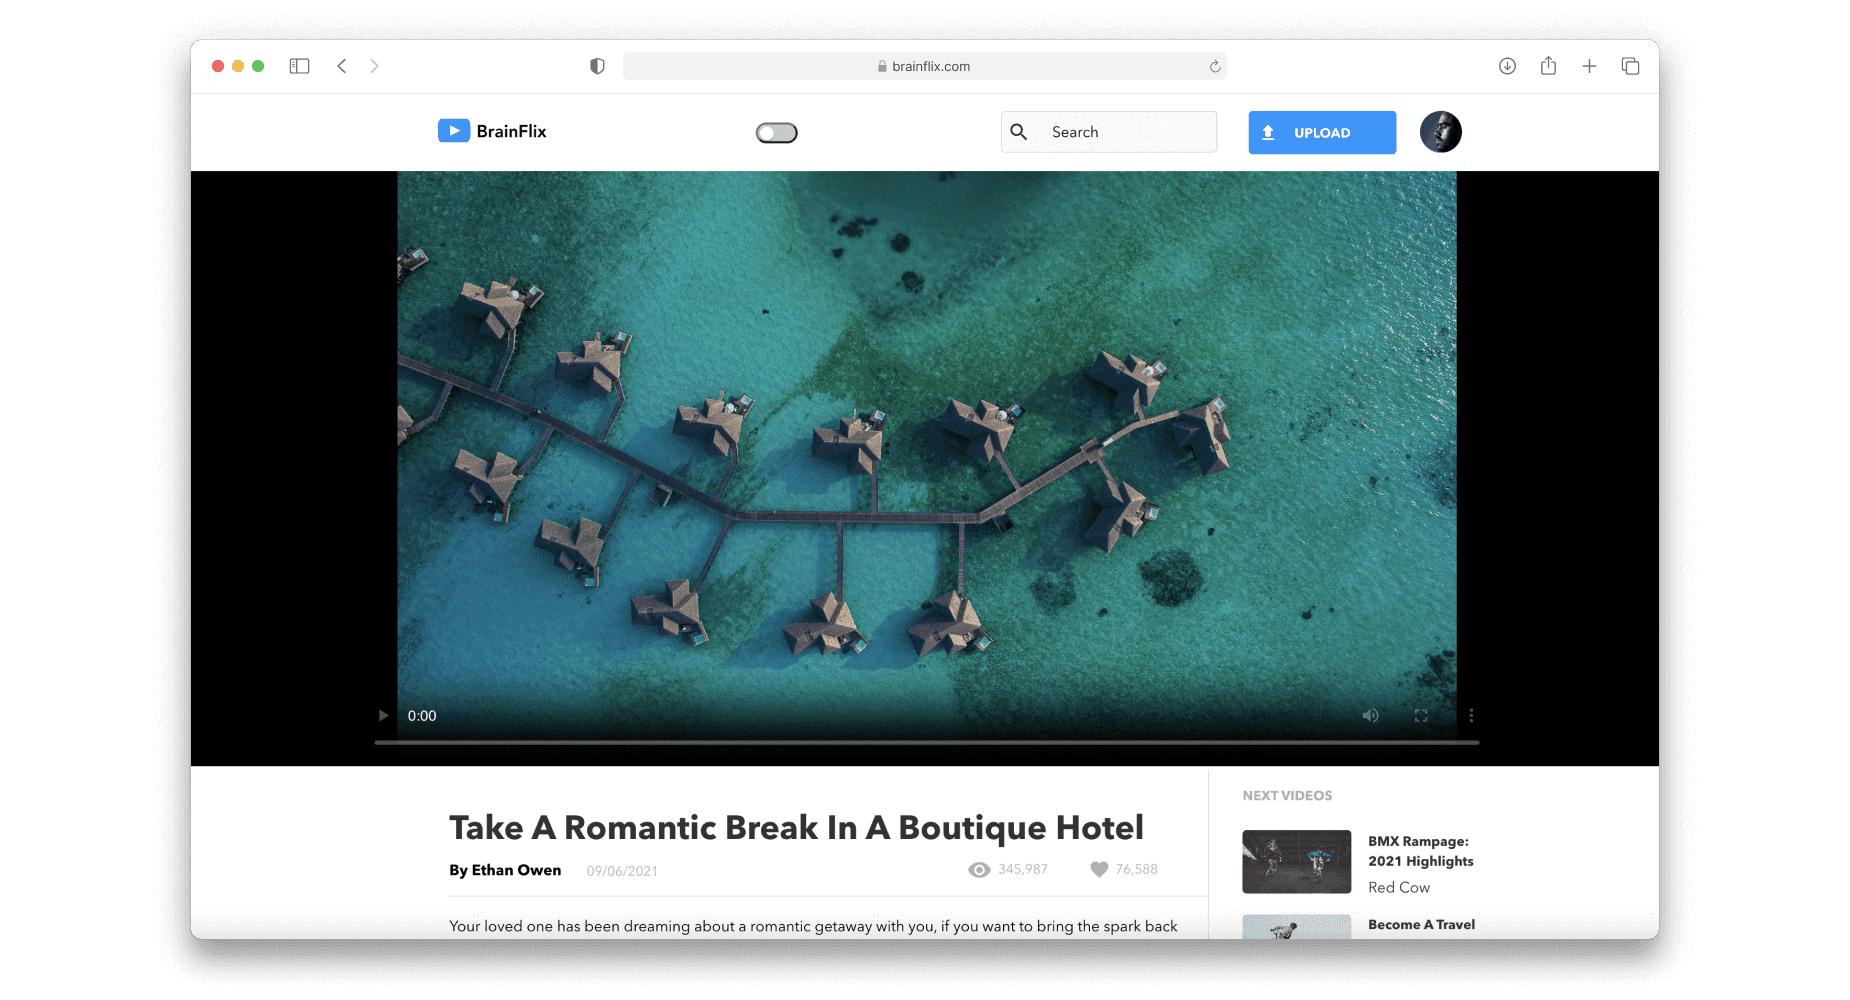 brainflix.com
BrainFlix
Search
UPLOAD
0:00
Take A Romantic Break In A Boutique Hotel
By Ethan Owen 09/06/2021 345,987 76,588
Your loved one has been dreaming about a romantic getaway with you, if you want to bring the spark back
NEXT VIDEOS
BMX Rampage:
2021 Highlights
Red Cow
Become A Travel